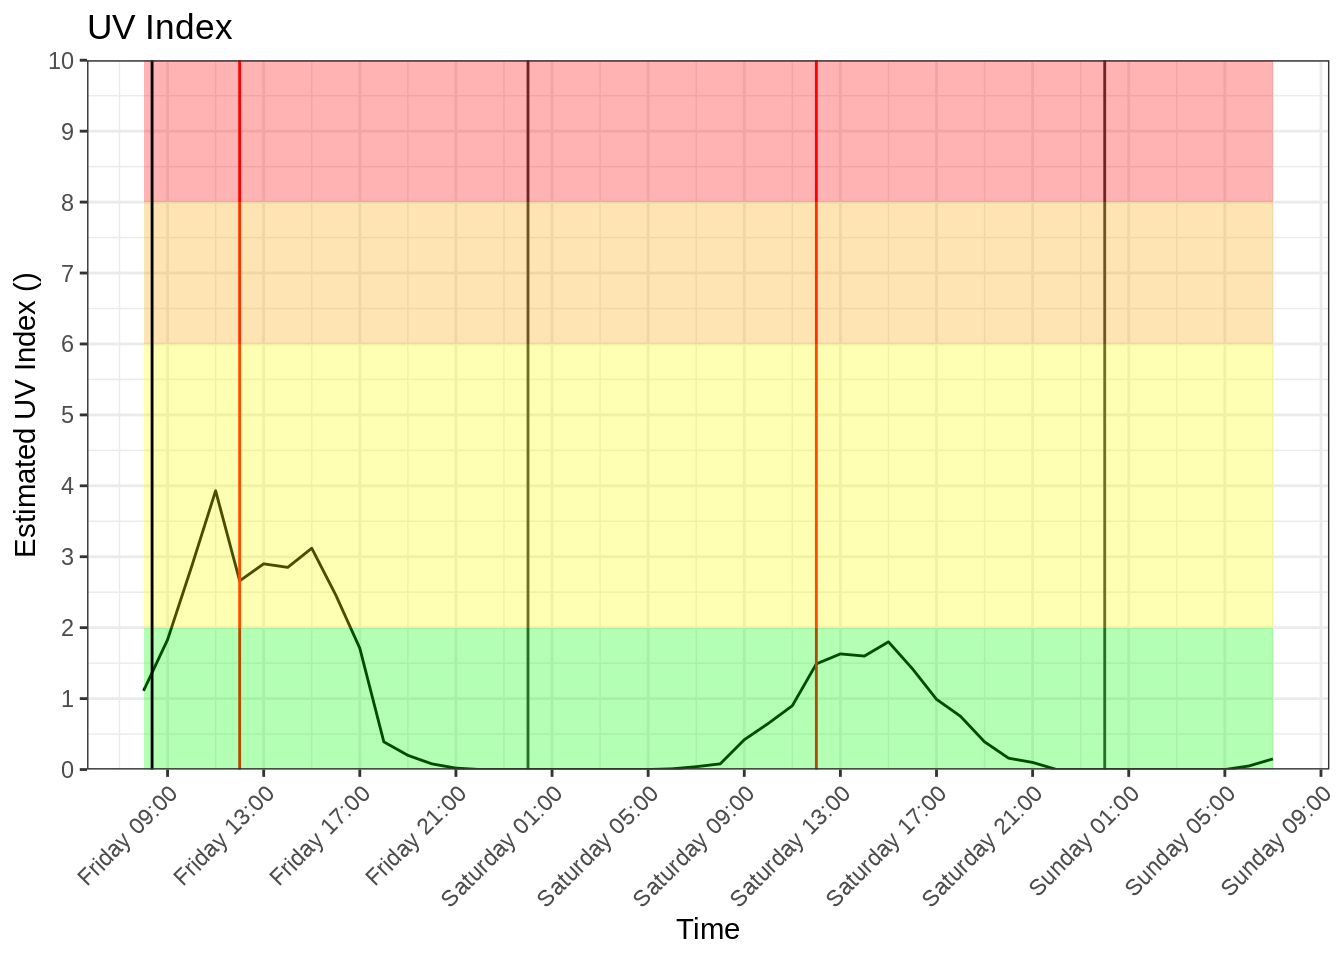 UV Index
Estimated UV Index ()
10
9
8
7
6
5
4
3
2
1
0
Friday 09:00
Friday 13:00
Friday 17:00
Friday 21:00
Saturday 01:00
Saturday 05:00
Saturday 09:00
Saturday 13:00
Saturday 17:00
Saturday 21:00
Sunday 01:00
Sunday 05:00
Sunday 09:00
Time